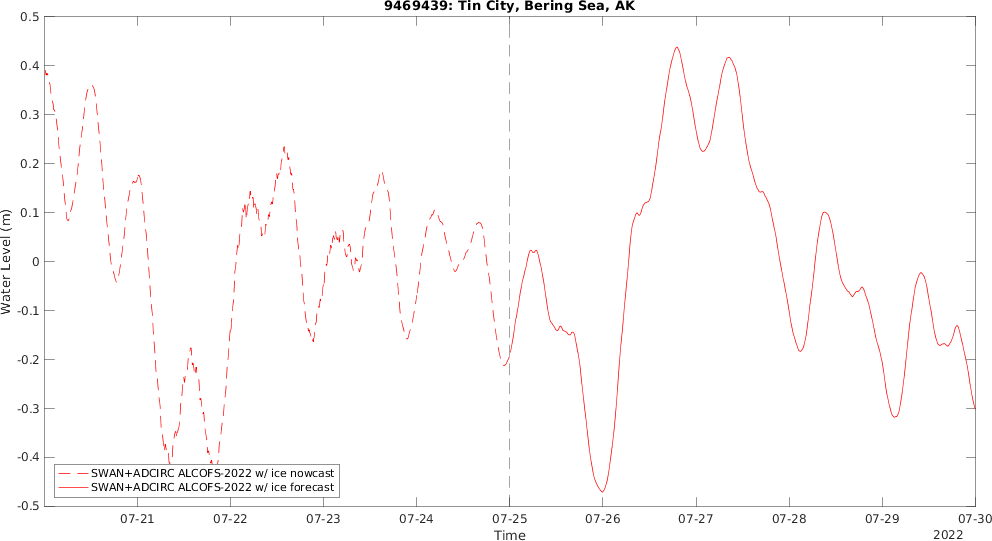 9469439: Tin City, Bering Sea, AK
0.5
0.4
0.3
0.2
0.1
0
-0.1
-0.2
-0.3
-0.4
-0.5
Water Level (m)
SWAN+ADCIRC ALCOFS-2022 w/ ice nowcast
SWAN+ADCIRC ALCOFS-2022 w/ ice forecast
07-21 07-22 07-23 07-24 07-25 07-26 07-27 07-28 07-29 07-30
Time
2022